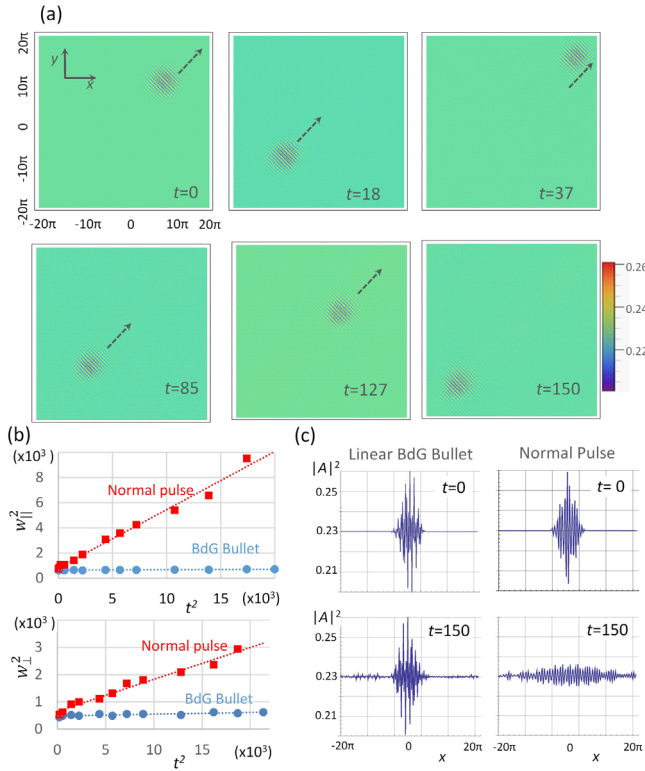 (a)
20π
10π
0
-10π
-20π
y
x
t=0
t=18
t=37
-20π -10π 0 10π 20π
t=85
t=127
t=150
0.26
0.24
0.22
(b)
(x10³)
w∥²
8
6
4
2
0
Normal pulse
BdG Bullet
0 5 10 15 20
t² (x10³)
(x10³)
w⊥²
3
2
1
0
Normal pulse
BdG Bullet
0 5 10 15 20
t² (x10³)
(c)
Linear BdG Bullet Normal Pulse
|A|²
0.25
0.23
0.21
t=0
t= 0
|A|²
0.25
0.23
0.21
t=150
t=150
-20π 0 20π
x
-20π 0 20π
x